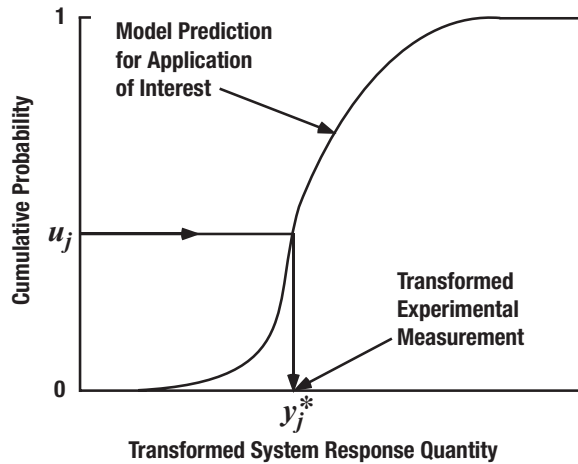 1
Model Prediction
for Application
of Interest
Cumulative Probability
u_j
Transformed
Experimental
Measurement
0
y_j^*
Transformed System Response Quantity